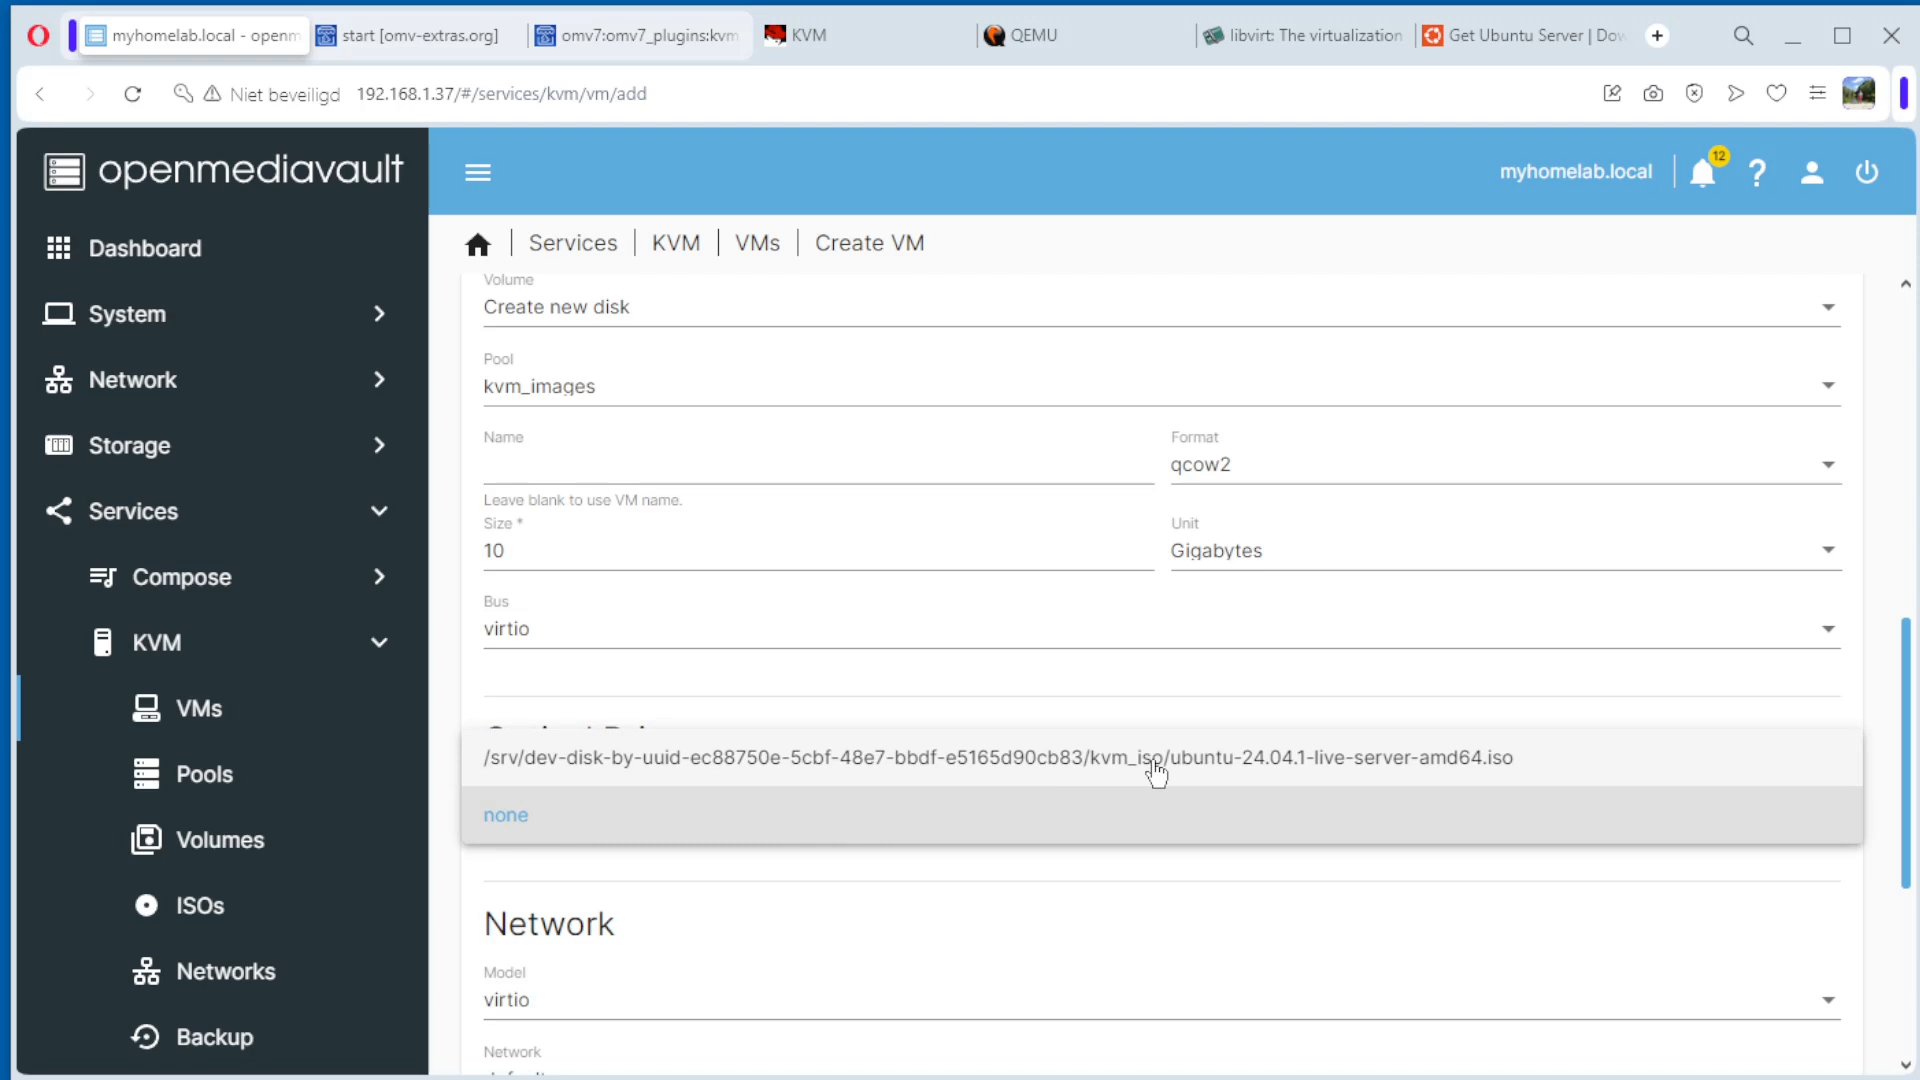 myhomelab.local - openm
start [omv-extras.org]
omv7:omv7_plugins:kvm
KVM
QEMU
libvirt: The virtualization
Get Ubuntu Server | Dow
Niet beveiligd 192.168.1.37/#/services/kvm/vm/add
openmediavault
myhomelab.local
12
Dashboard
System
Network
Storage
Services
Compose
KVM
VMs
Pools
Volumes
ISOs
Networks
Backup
Services
KVM
VMs
Create VM
Volume
Create new disk
Pool
kvm_images
Name
Format
qcow2
Leave blank to use VM name.
Size *
10
Unit
Gigabytes
Bus
virtio
/srv/dev-disk-by-uuid-ec88750e-5cbf-48e7-bbdf-e5165d90cb83/kvm_iso/ubuntu-24.04.1-live-server-amd64.iso
none
Network
Model
virtio
Network